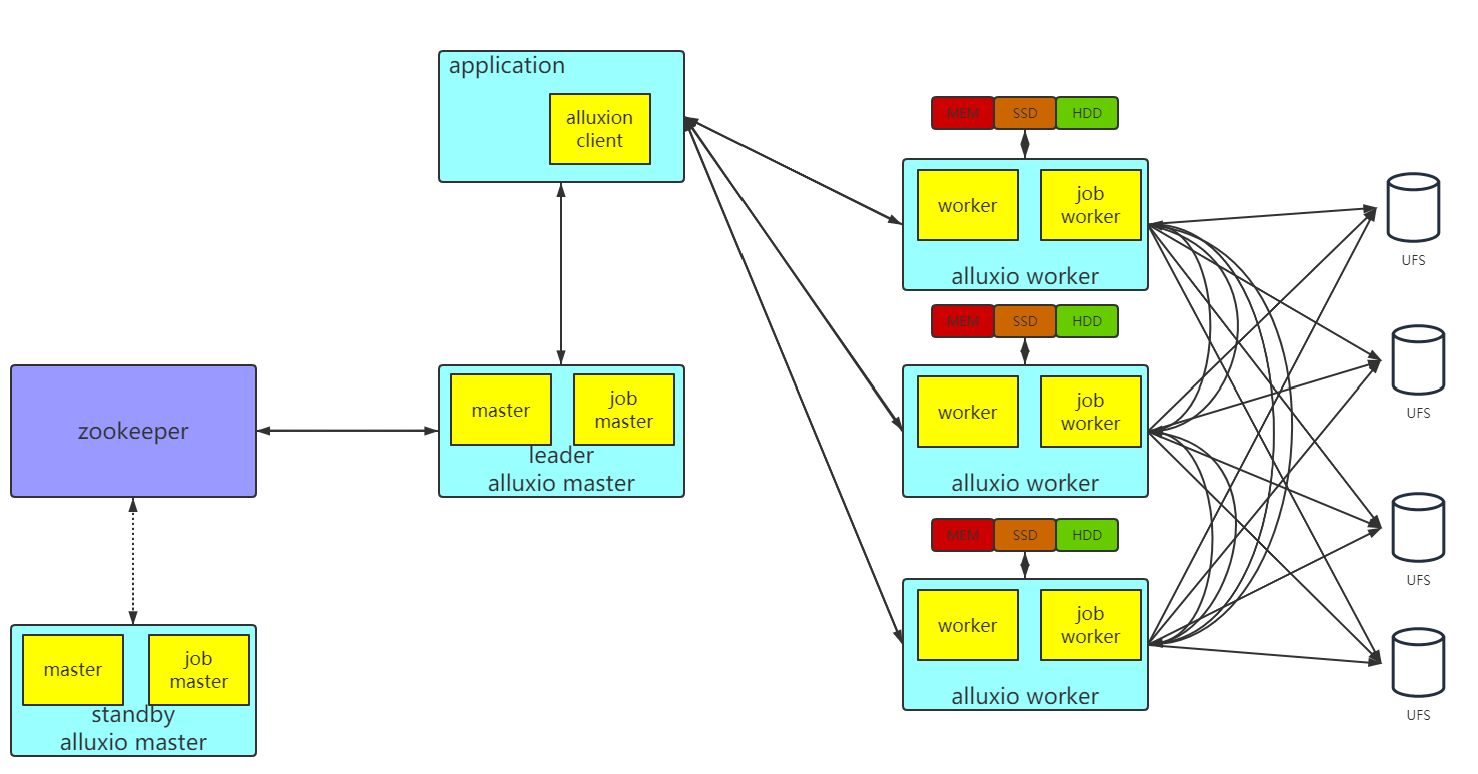 application
alluxion
client
MEM
SSD
HDD
worker
job
worker
alluxio worker
UFS
MEM
SSD
HDD
UFS
zookeeper
master
job
master
leader
alluxio master
worker
job
worker
alluxio worker
MEM
SSD
HDD
UFS
master
job
master
standby
alluxio master
worker
job
worker
alluxio worker
UFS